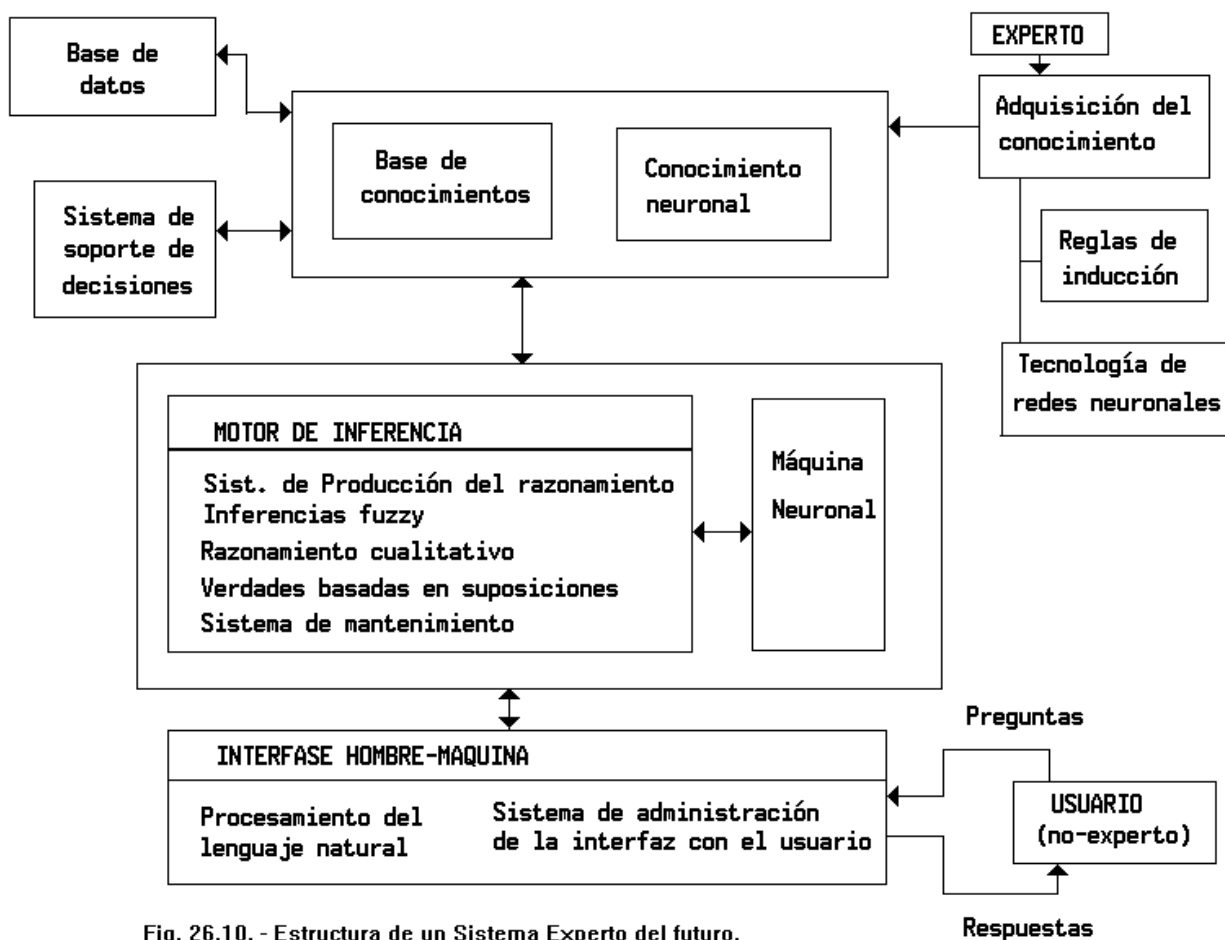 Base de
datos
EXPERTO
Adquisición del
conocimiento
Base de
conocimientos
Conocimiento
neuronal
Sistema de
soporte de
decisiones
Reglas de
inducción
Tecnología de
redes neuronales
MOTOR DE INFERENCIA
Sist. de Producción del razonamiento
Inferencias fuzzy
Razonamiento cualitativo
Verdades basadas en suposiciones
Sistema de mantenimiento
Máquina
Neuronal
Preguntas
INTERFASE HOMBRE-MAQUINA
Procesamiento del
lenguaje natural
Sistema de administración
de la interfaz con el usuario
USUARIO
(no-experto)
Respuestas
Fig. 26.10. - Estructura de un Sistema Experto del futuro.